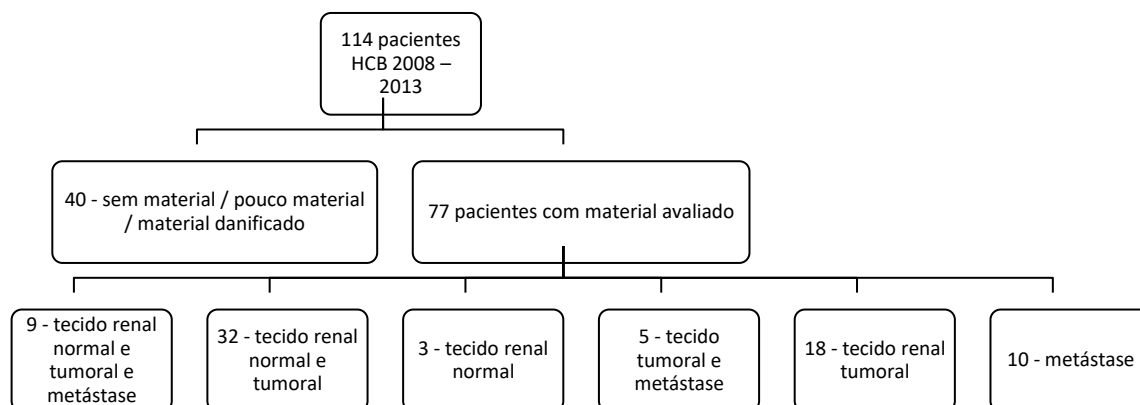 114 pacientes
HCB 2008 –
2013
40 - sem material / pouco material
/ material danificado
77 pacientes com material avaliado
9 - tecido renal
normal e
tumoral e
metástase
32 - tecido renal
normal e
tumoral
3 - tecido renal
normal
5 - tecido
tumoral e
metástase
18 - tecido renal
tumoral
10 - metástase